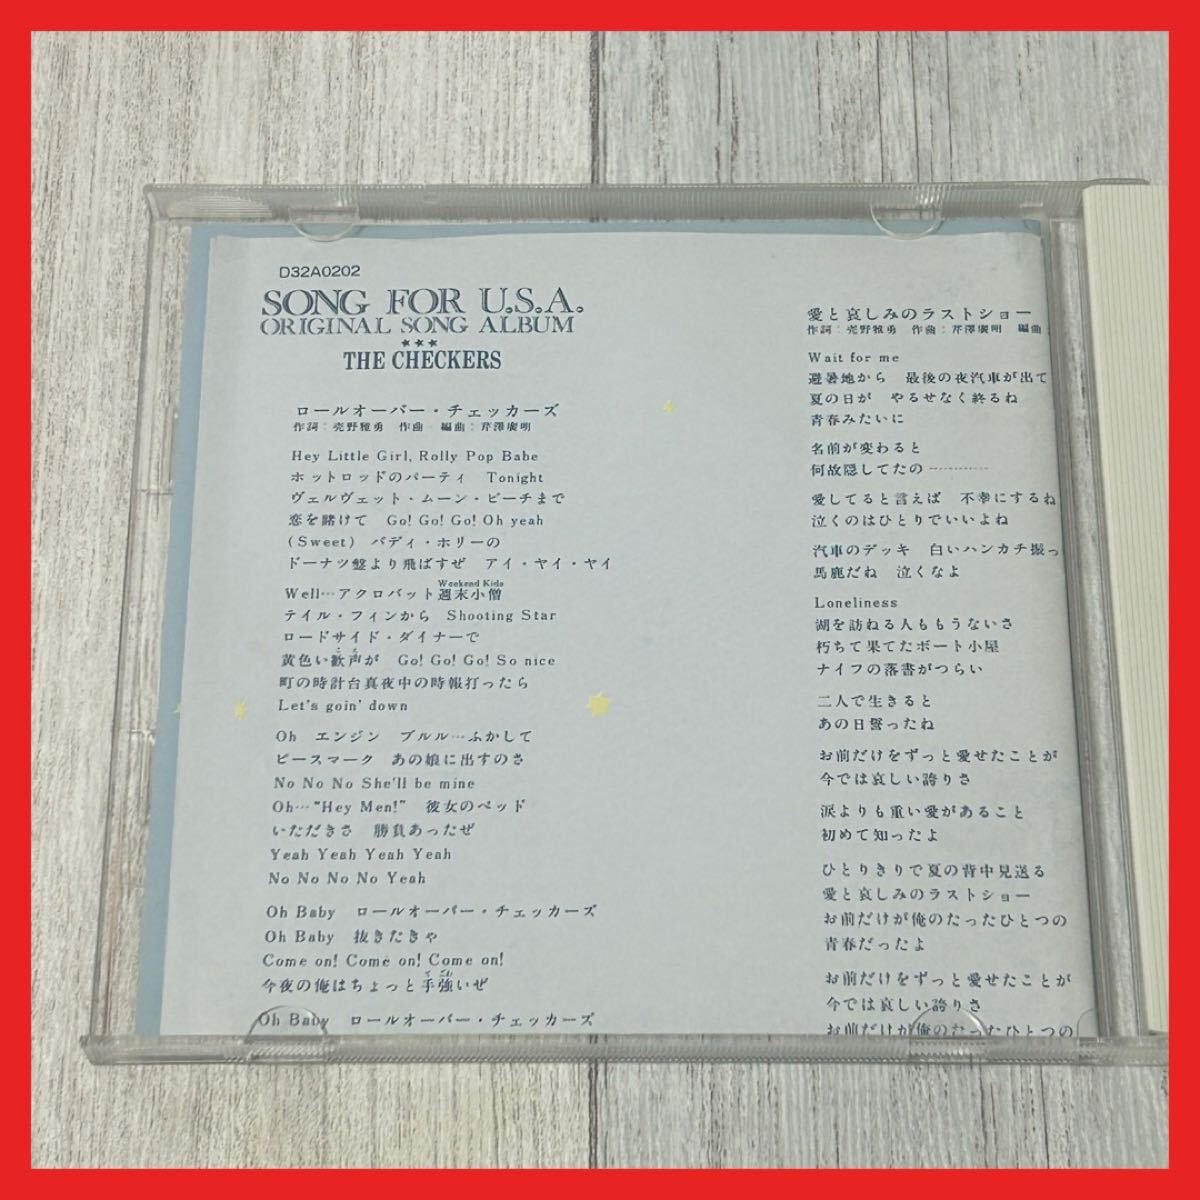 D32A0202
SONG FOR U.S.A.
ORIGINAL SONG ALBUM
★★★
THE CHECKERS
ロールオーバー・チェッカーズ
作詞：売野雅勇　作曲・編曲：芹澤廣明
Hey Little Girl, Rolly Pop Babe
ホットロッドのパーティ　Tonight
ヴェルヴェット・ムーン・ビーチまで
恋を賭けて　Go! Go! Go! Oh yeah
(Sweet)　バディ・ホリーの
ドーナツ盤より飛ばすぜ　アイ・ヤイ・ヤイ
Weekend Kids
Well…アクロバット週末小僧
テイル・フィンから　Shooting Star
ロードサイド・ダイナーで
こえ
黄色い歓声が　Go! Go! Go! So nice
町の時計台真夜中の時報打ったら
Let's goin' down
Oh　エンジン　ブルル…ふかして
ピースマーク　あの娘に出すのさ
No No No She'll be mine
Oh…"Hey Men!"　彼女のベッド
いただきさ　勝負あったぜ
Yeah Yeah Yeah Yeah
No No No No Yeah
Oh Baby　ロールオーバー・チェッカーズ
Oh Baby　抜きたきゃ
Come on! Come on! Come on!
て ごわ
今夜の俺はちょっと手強いぜ
Oh Baby　ロールオーバー・チェッカーズ
愛と哀しみのラストショー
作詞：売野雅勇　作曲：芹澤廣明　編曲
Wait for me
避暑地から　最後の夜汽車が出て
夏の日が　やるせなく終るね
青春みたいに
名前が変わると
何故隠してたの…………
愛してると言えば　不幸にするね
泣くのはひとりでいいよね
汽車のデッキ　白いハンカチ振っ
馬鹿だね　泣くなよ
Loneliness
湖を訪ねる人ももうないさ
朽ちて果てたボート小屋
ナイフの落書がつらい
二人で生きると
あの日誓ったね
お前だけをずっと愛せたことが
今では哀しい誇りさ
涙よりも重い愛があること
初めて知ったよ
ひとりきりで夏の背中見送る
愛と哀しみのラストショー
お前だけが俺のたったひとつの
青春だったよ
お前だけをずっと愛せたことが
今では哀しい誇りさ
お前だけが俺のたったひとつの